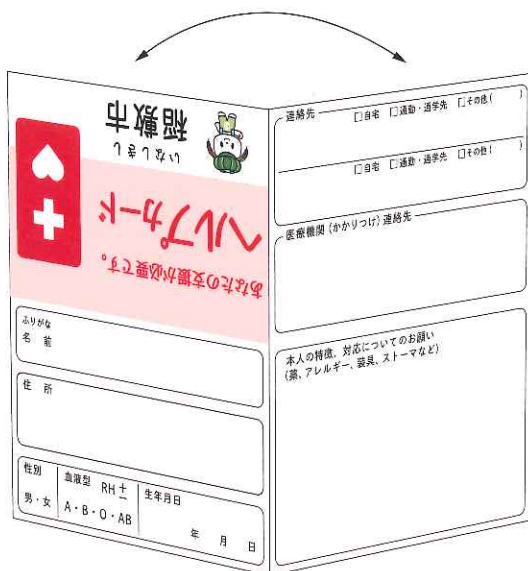 稲敷市
いなしきし
ヘルプカード
あなたの支援が必要です。
ふりがな
名 前
住 所
性別
男・女
血液型 RH ±
A・B・O・AB
生年月日
年 月 日
連絡先 □自宅 □通勤・通学先 □その他( )
□自宅 □通勤・通学先 □その他( )
医療機関(かかりつけ)連絡先
本人の特徴、対応についてのお願い
(薬、アレルギー、装具、ストーマなど)